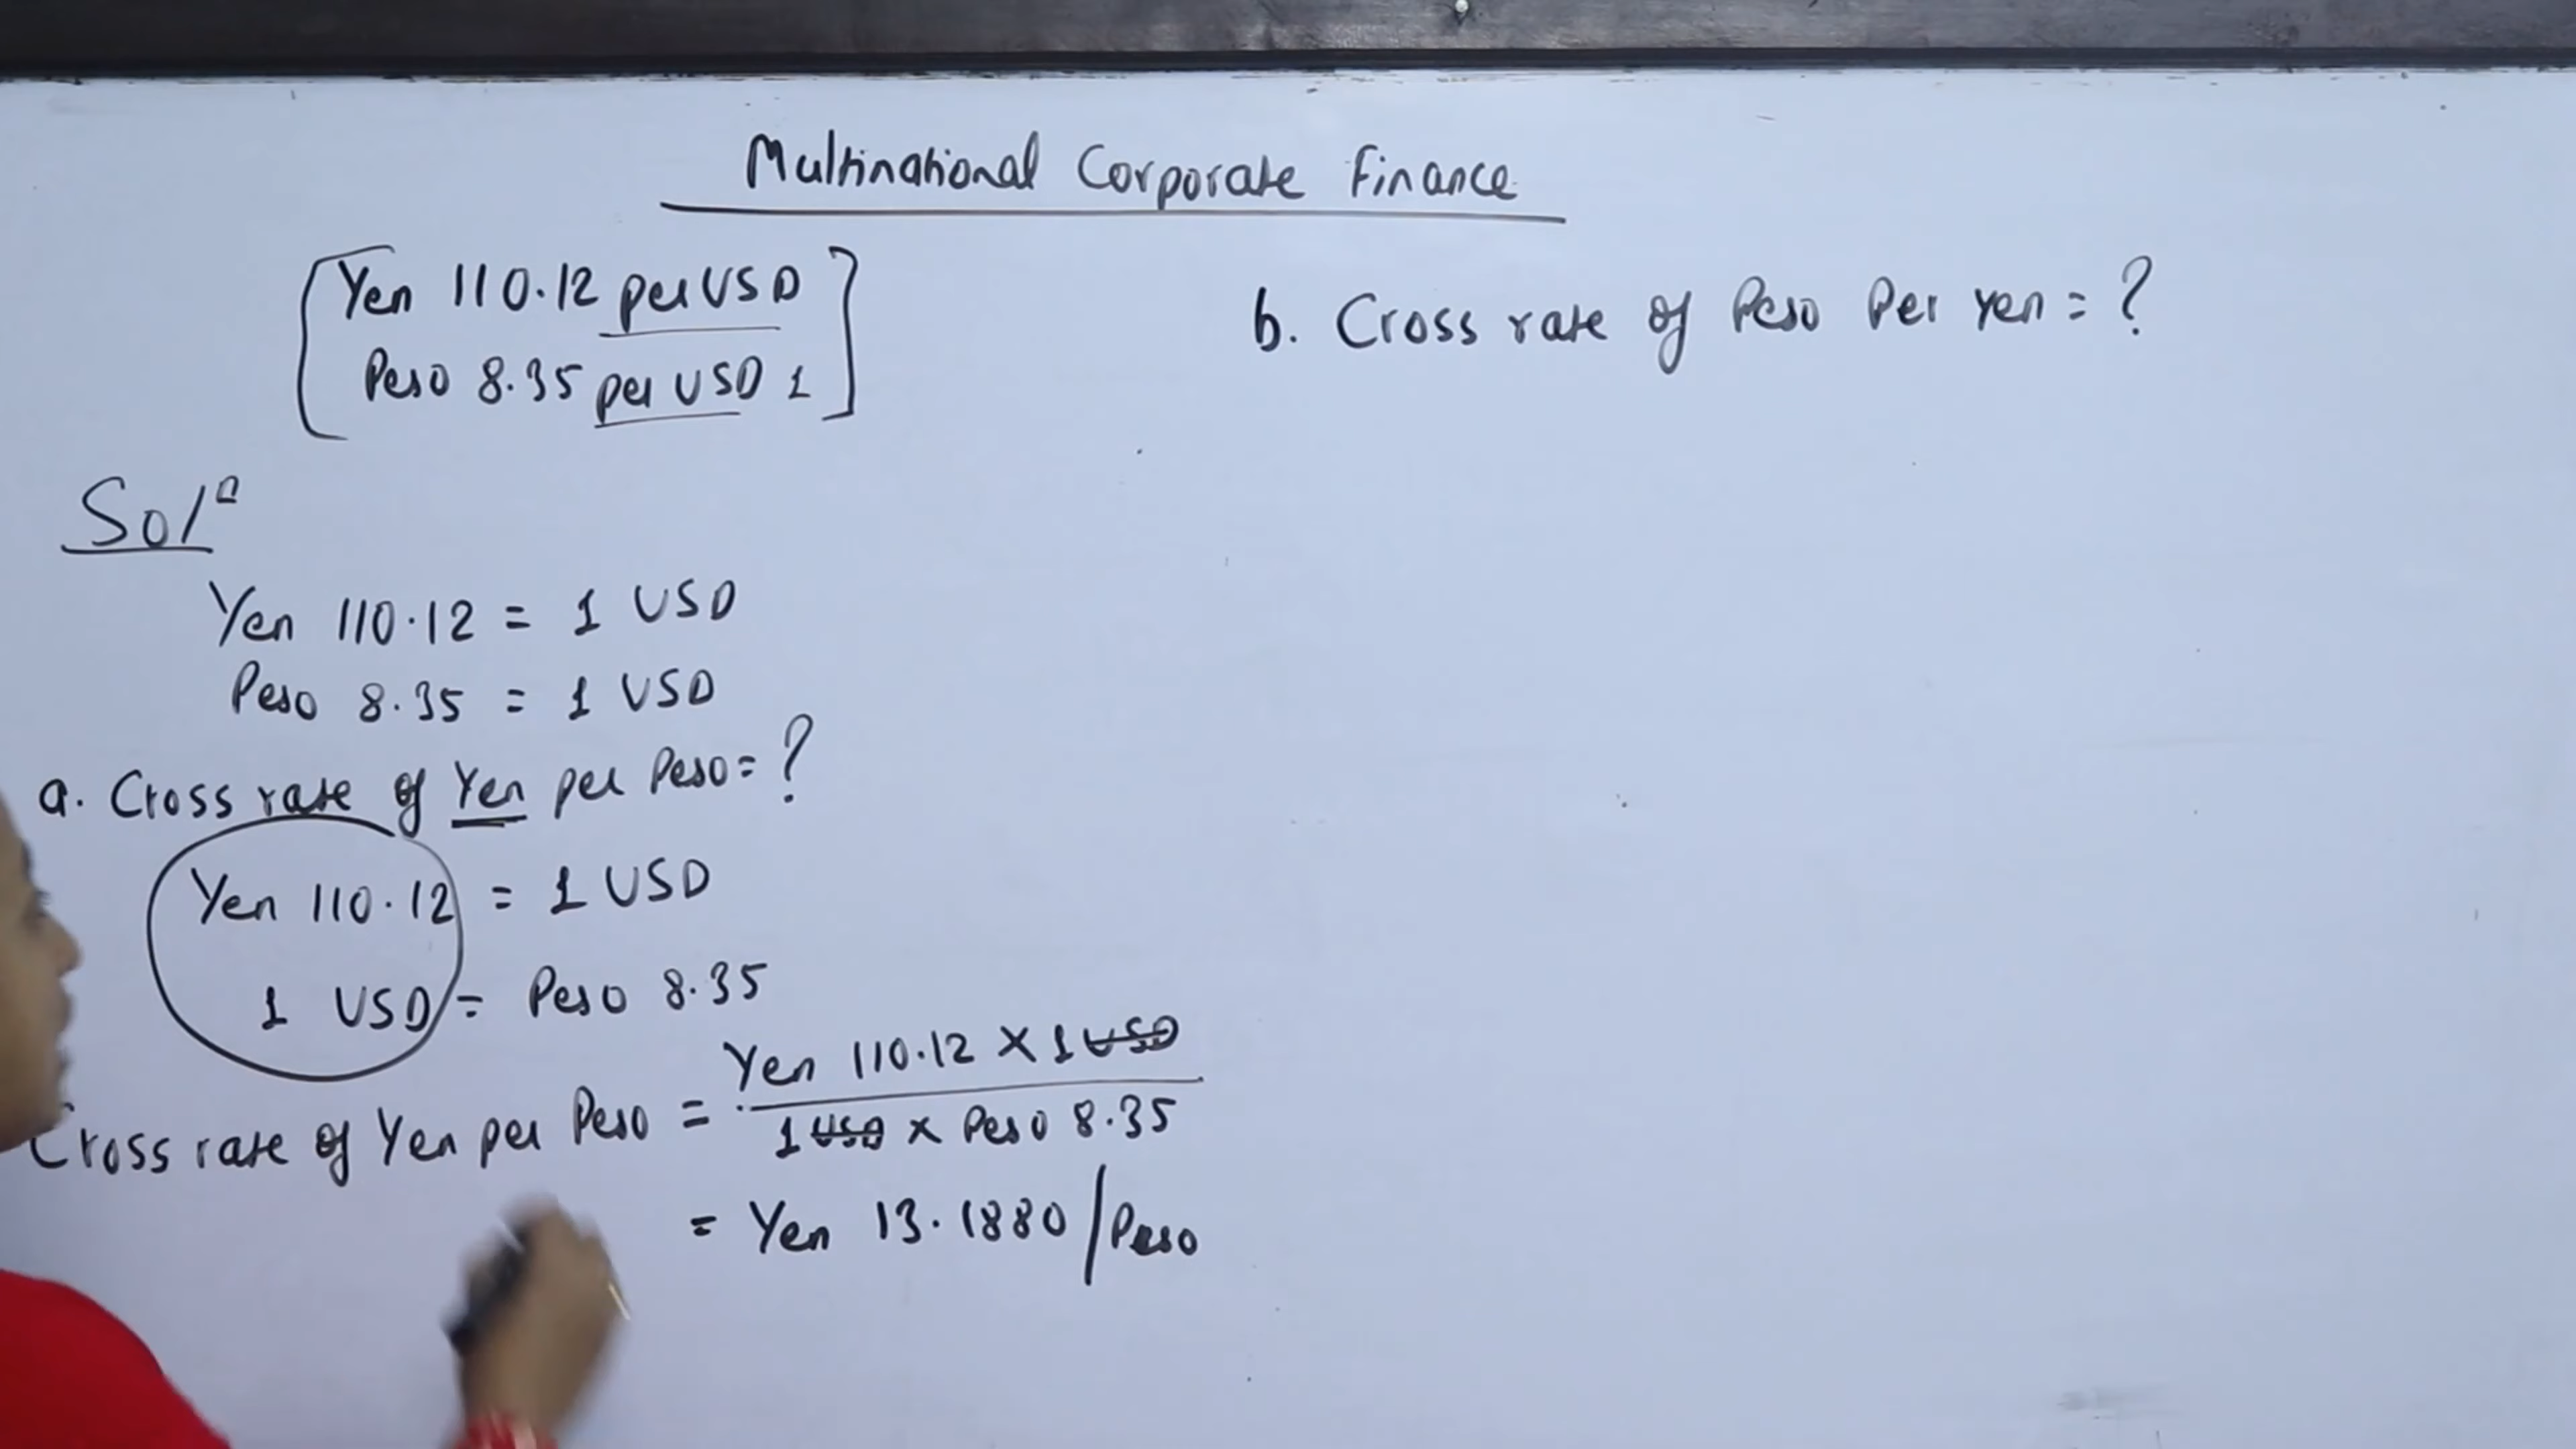 Multinational Corporate Finance
Yen 110.12 per USD
Peso 8.35 per USD 1
Solⁿ
Yen 110.12 = 1 USD
Peso 8.35 = 1 USD
a. Cross rate of Yen per Peso = ?
Yen 110.12 = 1 USD
1 USD = Peso 8.35
Cross rate of Yen per Peso = Yen 110.12 × 1 USD
1 USD × Peso 8.35
= Yen 13.1880 / Peso
b. Cross rate of Peso Per Yen = ?